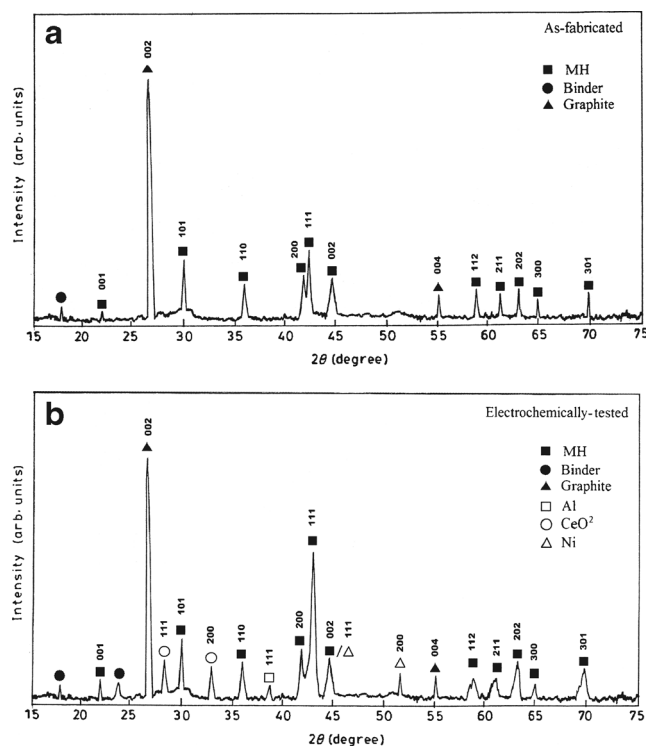 a
As-fabricated
MH
Binder
Graphite
002
001
101
110
200
111
002
004
112
211
202
300
301
Intensity (arb. units)
15 20 25 30 35 40 45 50 55 60 65 70 75
2θ (degree)
b
Electrochemically-tested
MH
Binder
Graphite
Al
CeO²
Ni
001
002
111
101
200
110
111
200
111
002 / 111
200
004
112
211
202
300
301
Intensity (arb. units)
15 20 25 30 35 40 45 50 55 60 65 70 75
2θ (degree)